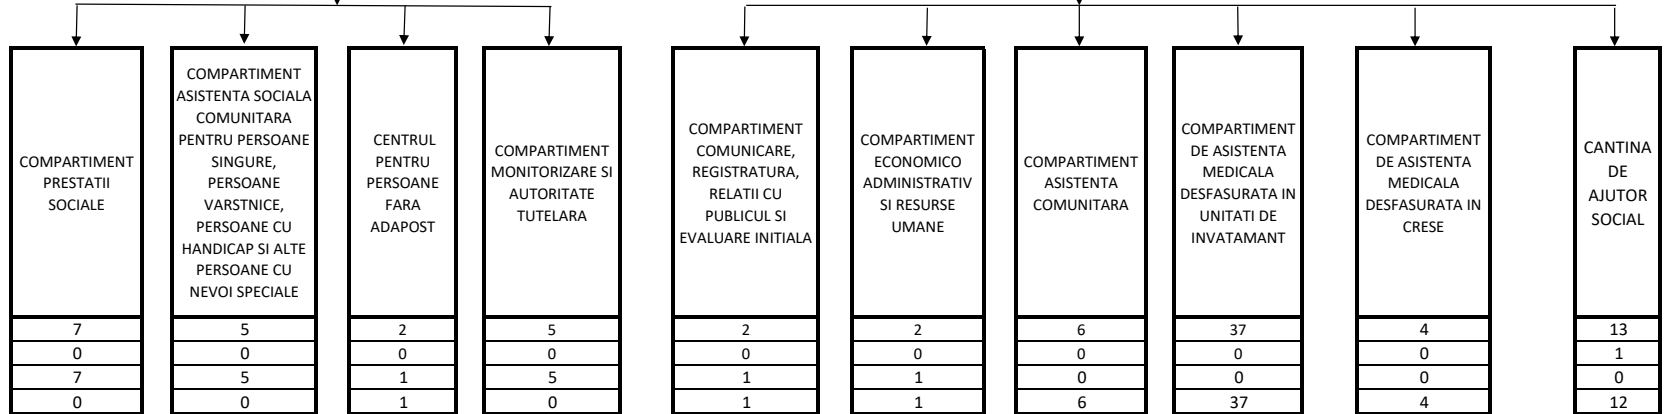 COMPARTIMENT
PRESTATII
SOCIALE
7
0
7
0
COMPARTIMENT
ASISTENTA SOCIALA
COMUNITARA
PENTRU PERSOANE
SINGURE,
PERSOANE
VARSTNICE,
PERSOANE CU
HANDICAP SI ALTE
PERSOANE CU
NEVOI SPECIALE
5
0
5
0
CENTRUL
PENTRU
PERSOANE
FARA
ADAPOST
2
0
1
1
COMPARTIMENT
MONITORIZARE SI
AUTORITATE
TUTELARA
5
0
5
0
COMPARTIMENT
COMUNICARE,
REGISTRATURA,
RELATII CU
PUBLICUL SI
EVALUARE INITIALA
2
0
1
1
COMPARTIMENT
ECONOMICO
ADMINISTRATIV
SI RESURSE
UMANE
2
0
1
1
COMPARTIMENT
ASISTENTA
COMUNITARA
6
0
0
6
COMPARTIMENT
DE ASISTENTA
MEDICALA
DESFASURATA IN
UNITATI DE
INVATAMANT
37
0
0
37
COMPARTIMENT
DE ASISTENTA
MEDICALA
DESFASURATA IN
CRESE
4
0
0
4
CANTINA
DE
AJUTOR
SOCIAL
13
1
0
12